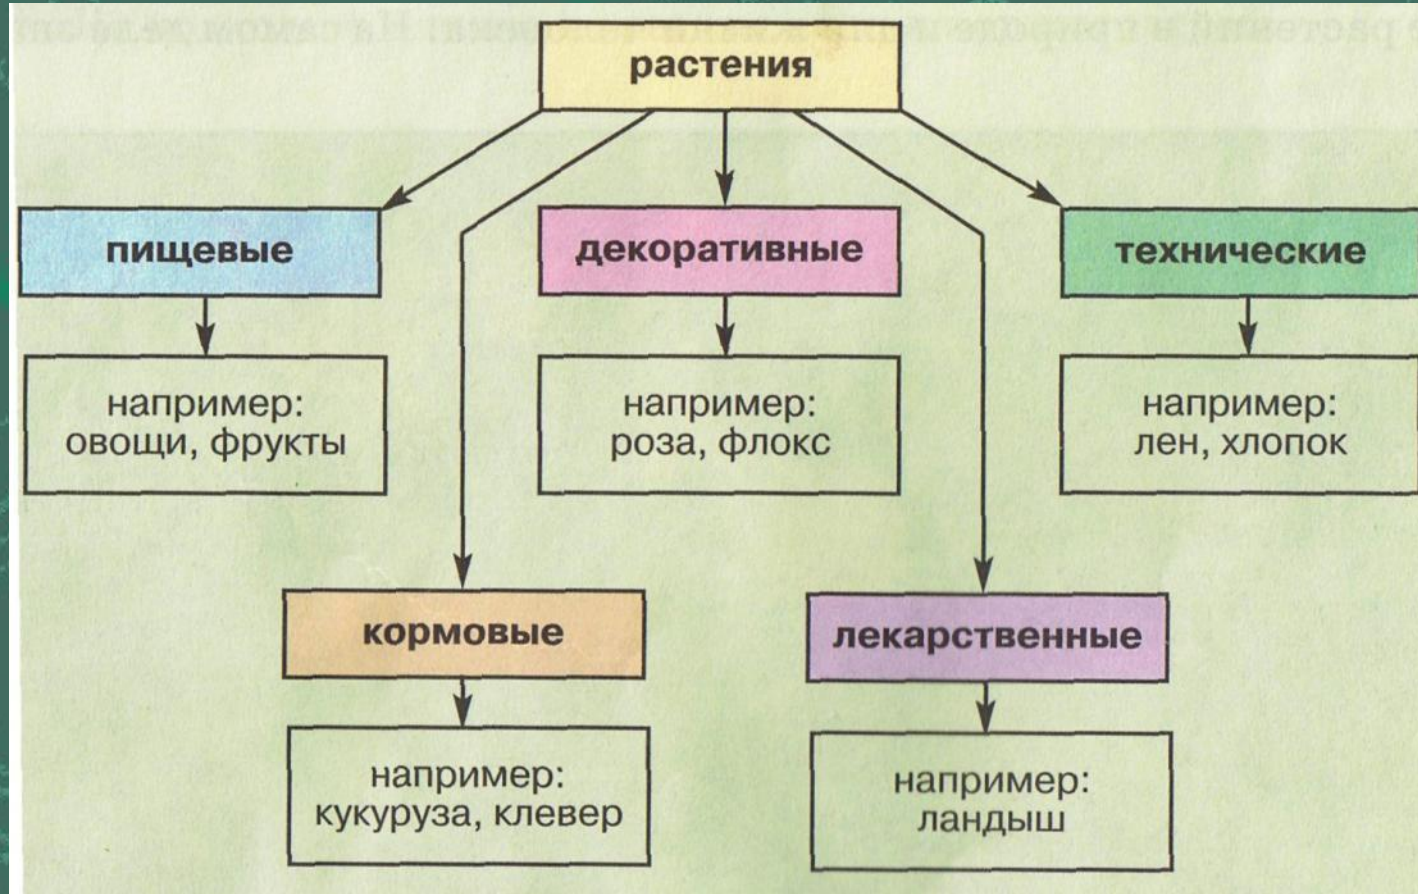 растения
пищевые
декоративные
технические
например:
овощи, фрукты
например:
роза, флокс
например:
лен, хлопок
кормовые
лекарственные
например:
кукуруза, клевер
например:
ландыш